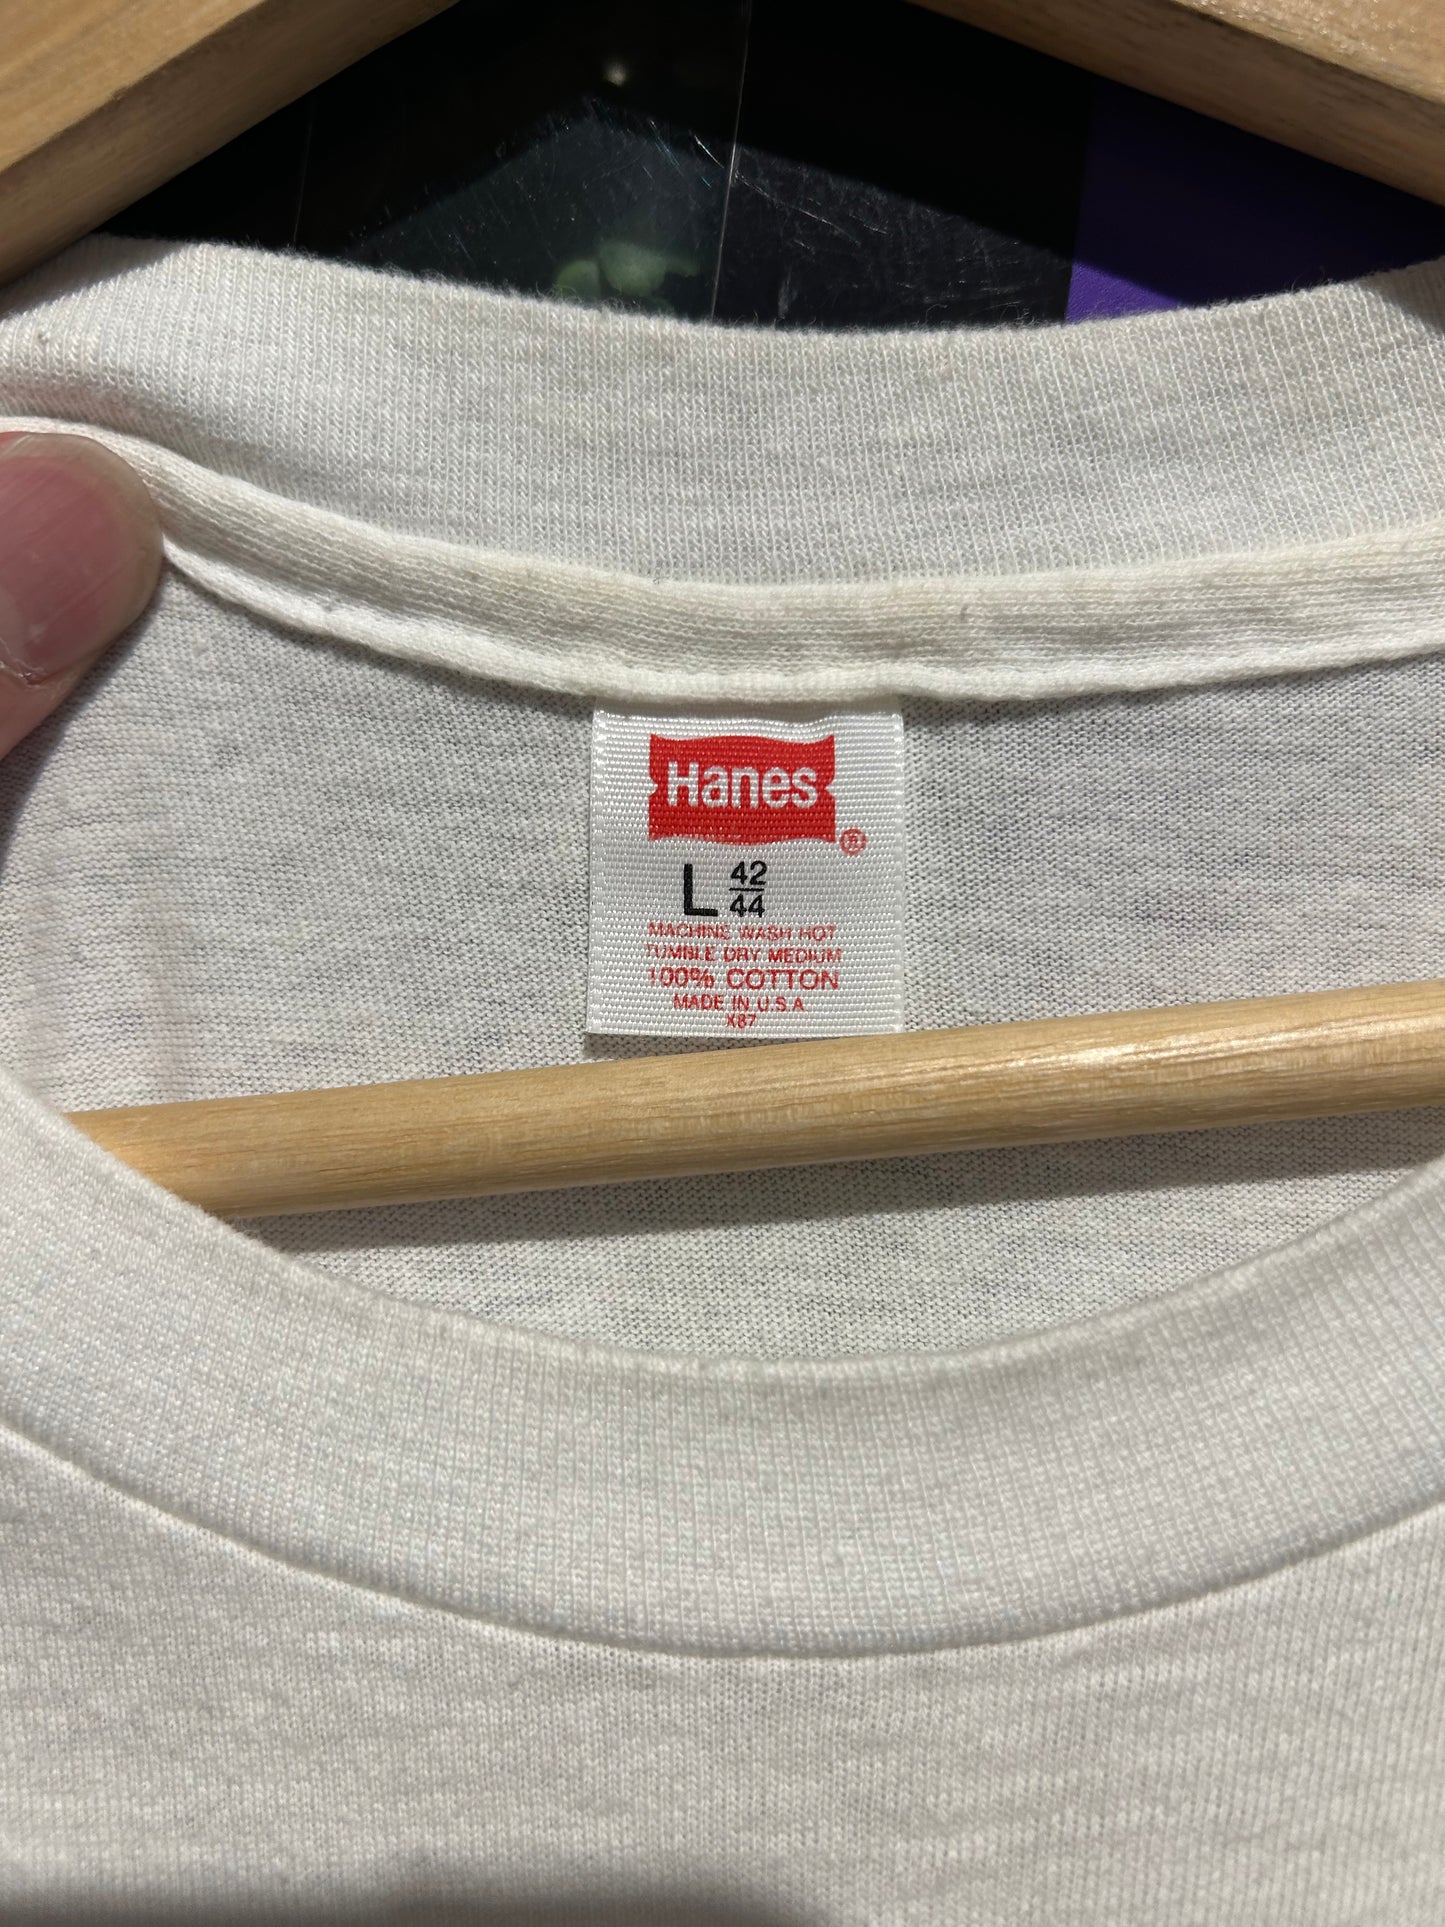 Hanes®
L 42/44
MACHINE WASH HOT
TUMBLE DRY MEDIUM
100% COTTON
MADE IN U.S.A
X87